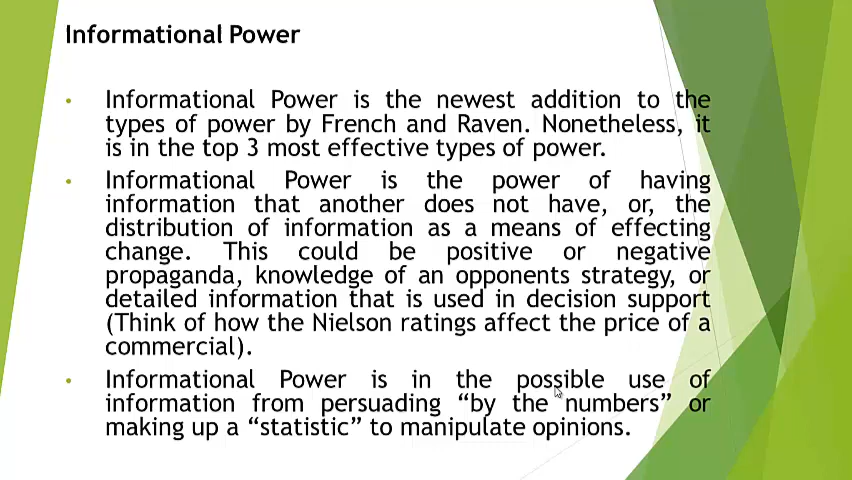 Informational Power
• Informational Power is the newest addition to the
types of power by French and Raven. Nonetheless, it
is in the top 3 most effective types of power.
• Informational Power is the power of having
information that another does not have, or, the
distribution of information as a means of effecting
change. This could be positive or negative
propaganda, knowledge of an opponents strategy, or
detailed information that is used in decision support
(Think of how the Nielson ratings affect the price of a
commercial).
• Informational Power is in the possible use of
information from persuading “by the numbers” or
making up a “statistic” to manipulate opinions.